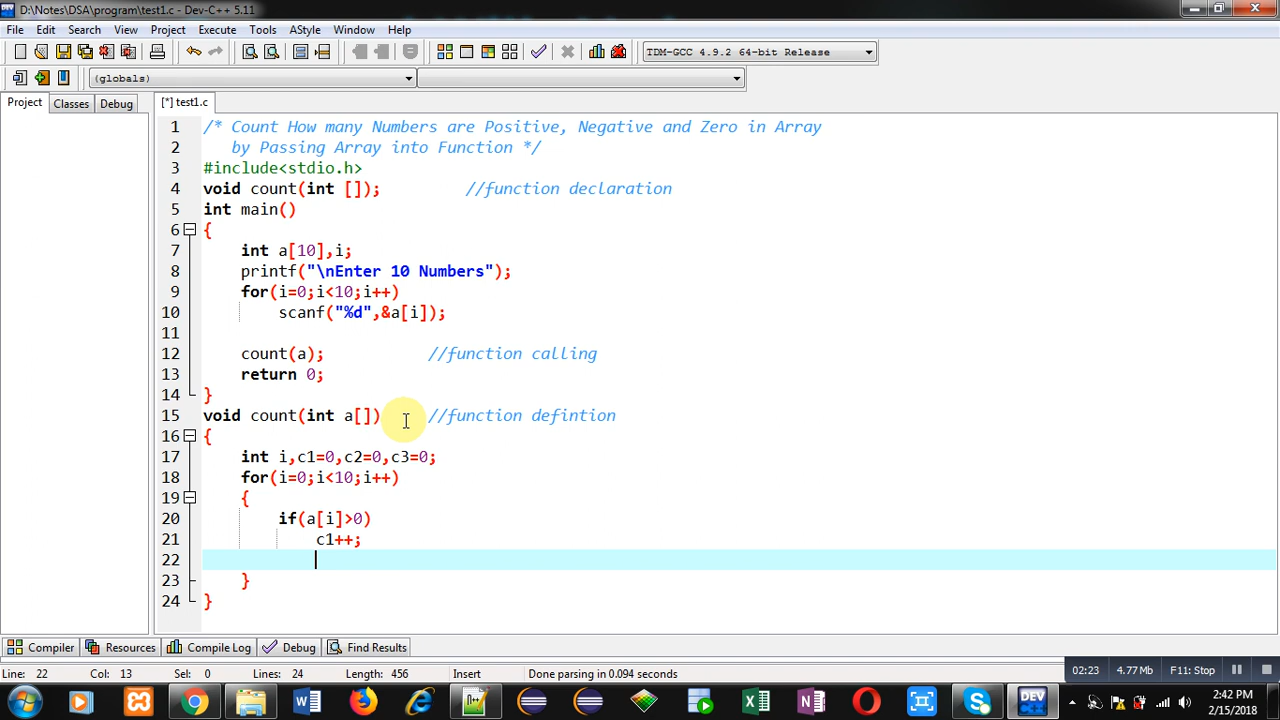 D:\Notes\DSA\program\test1.c - Dev-C++ 5.11
File Edit Search View Project Execute Tools AStyle Window Help
TDM-GCC 4.9.2 64-bit Release
(globals)
Project Classes Debug [*] test1.c
1 /* Count How many Numbers are Positive, Negative and Zero in Array
2 by Passing Array into Function */
3 #include<stdio.h>
4 void count(int []); //function declaration
5 int main()
6 {
7 int a[10],i;
8 printf("\nEnter 10 Numbers");
9 for(i=0;i<10;i++)
10 scanf("%d",&a[i]);
11
12 count(a); //function calling
13 return 0;
14 }
15 void count(int a[]) //function defintion
16 {
17 int i,c1=0,c2=0,c3=0;
18 for(i=0;i<10;i++)
19 {
20 if(a[i]>0)
21 c1++;
22
23 }
24 }
Compiler Resources Compile Log Debug Find Results
Line: 22 Col: 13 Sel: 0 Lines: 24 Length: 456 Insert Done parsing in 0.094 seconds
02:23 4.77 Mb F11: Stop
2:42 PM
2/15/2018